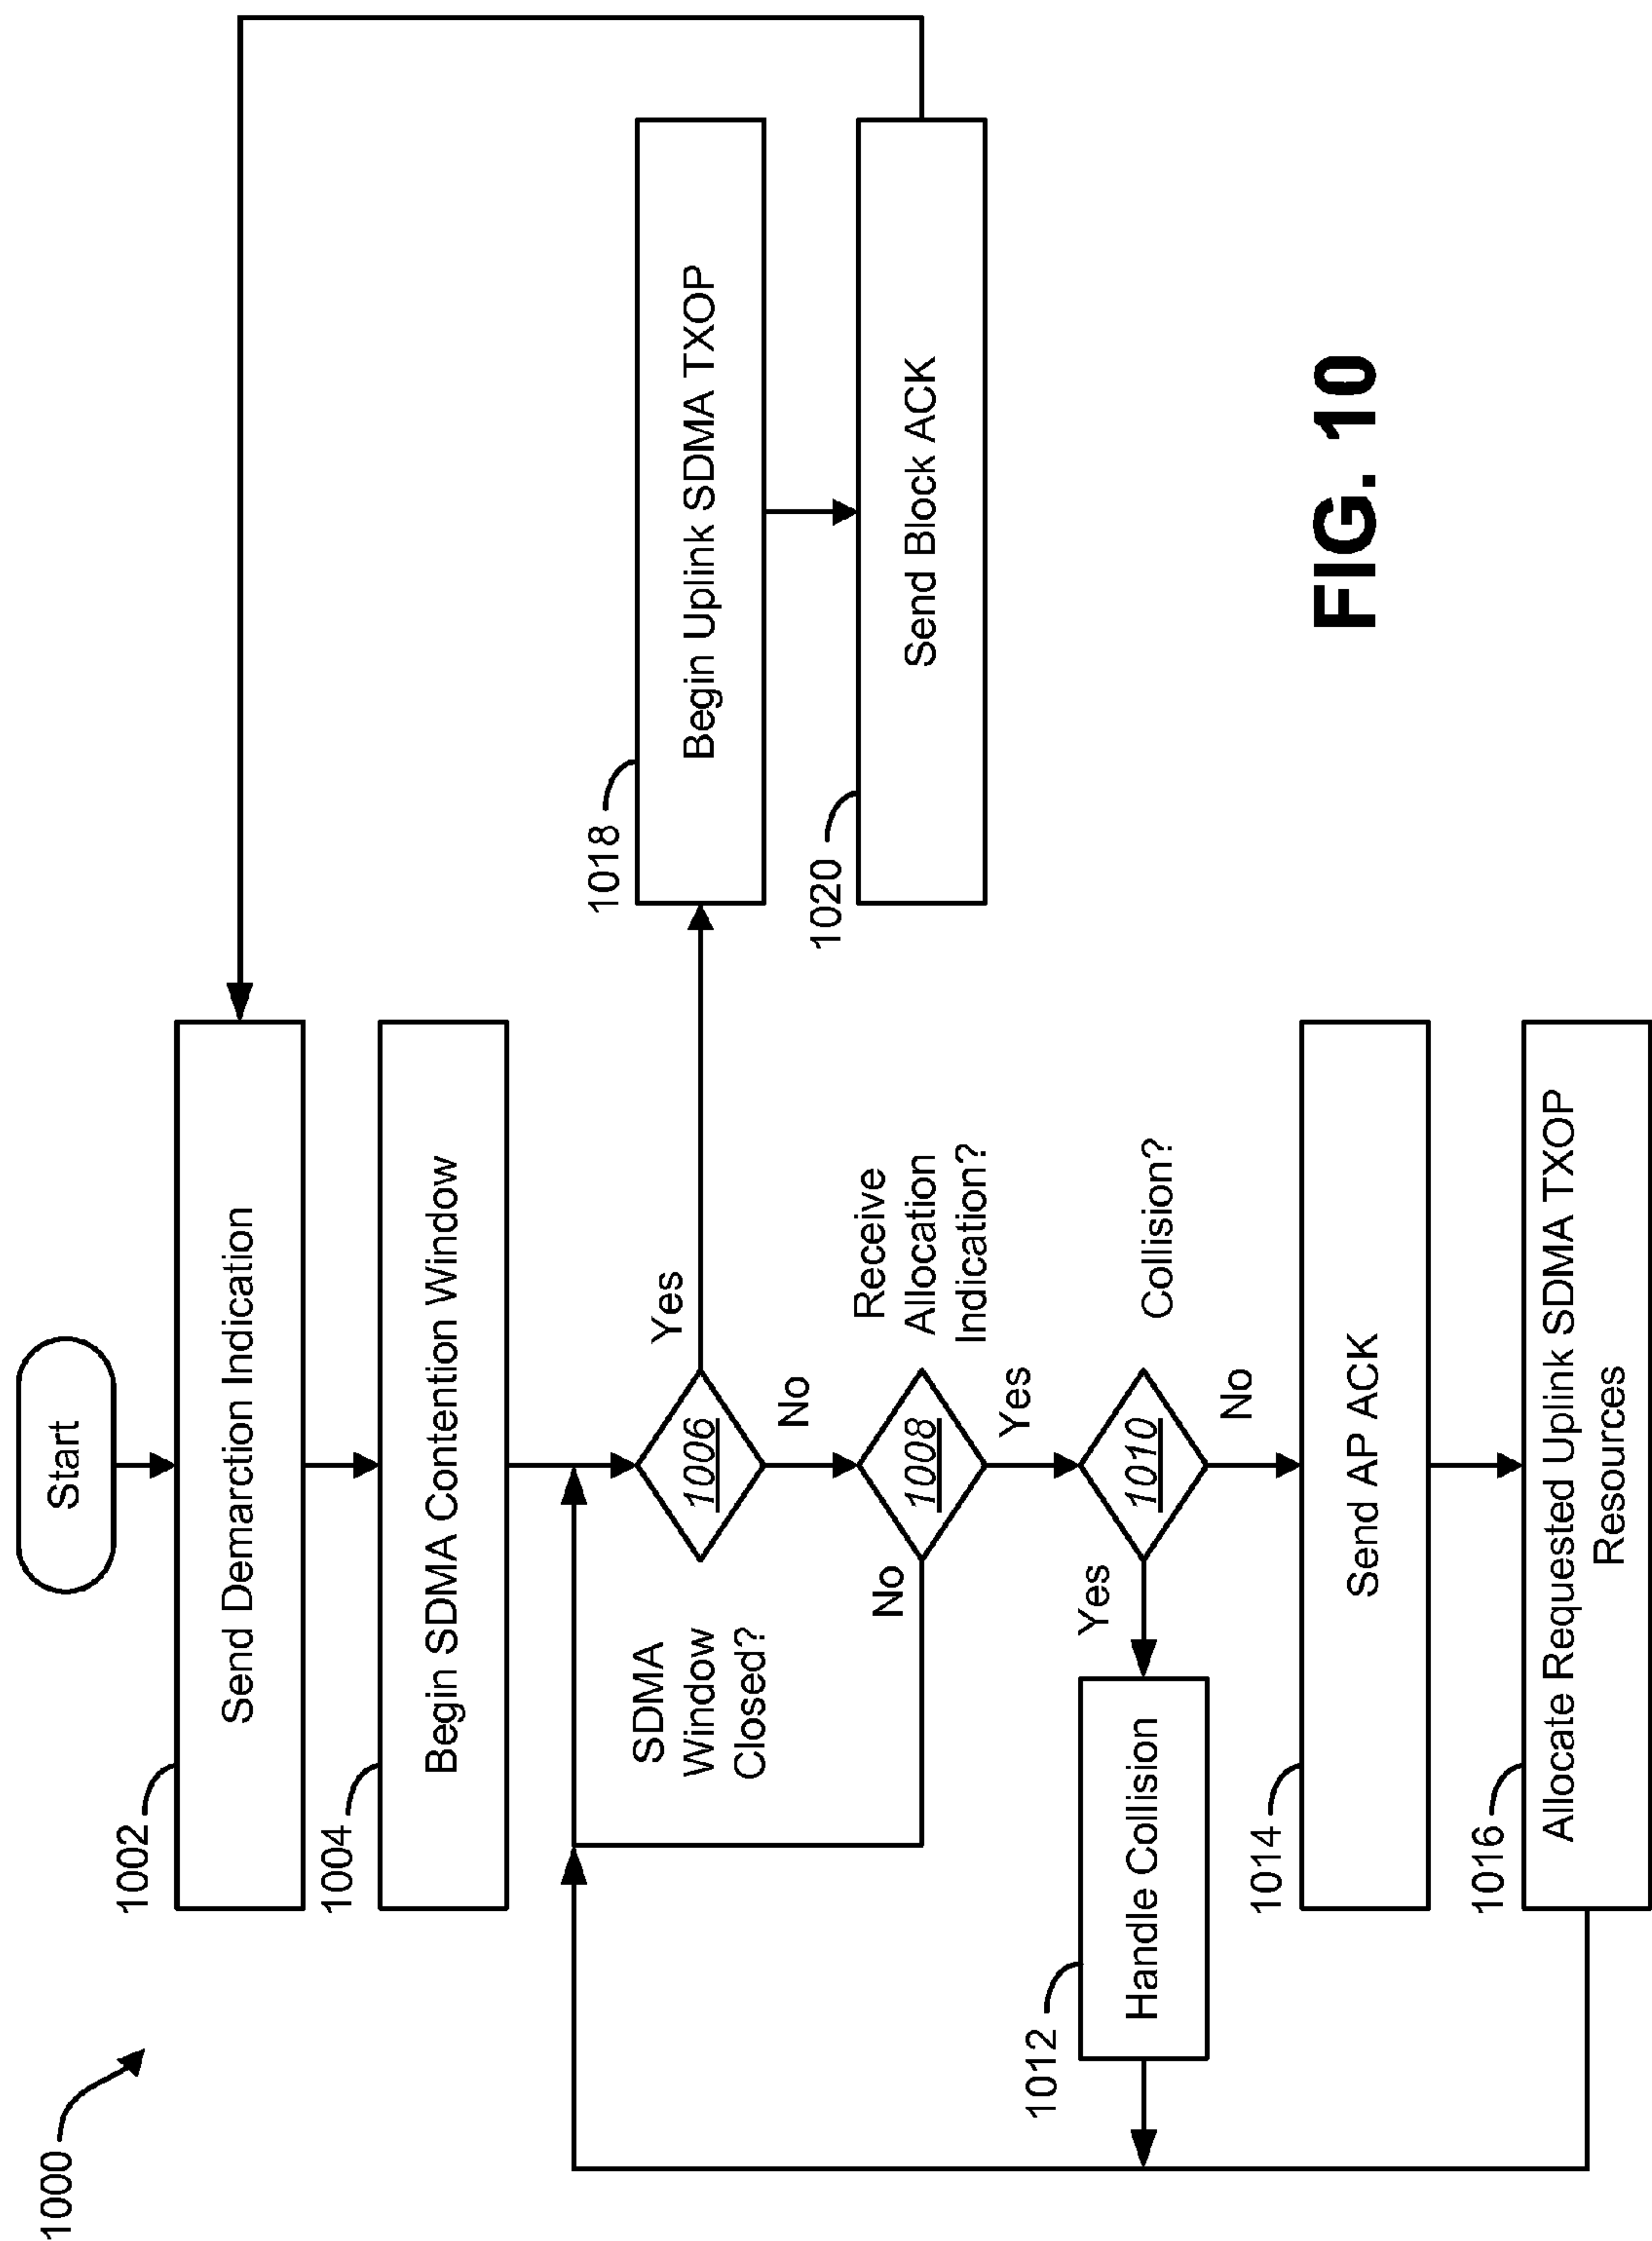 1000
Start
1002
Send Demarction Indication
1004
Begin SDMA Contention Window
SDMA
Window
Closed?
1006
Yes
No
1018
Begin Uplink SDMA TXOP
1020
Send Block ACK
Receive
Allocation
Indication?
1008
No
Yes
Collision?
1010
Yes
No
1012
Handle Collision
1014
Send AP ACK
1016
Allocate Requested Uplink SDMA TXOP
Resources
FIG. 10